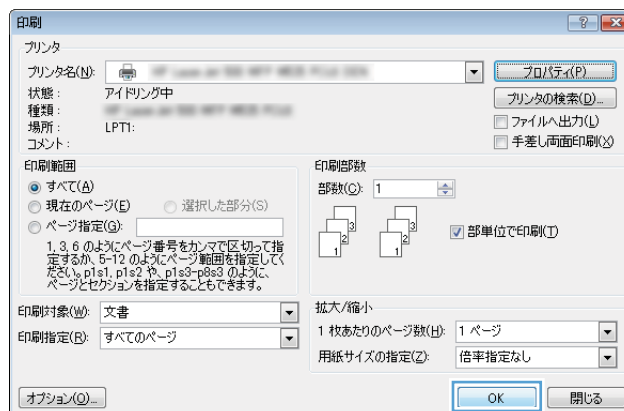 印刷
プリンタ
プリンタ名(N):
プロパティ(P)
状態： アイドリング中
プリンタの検索(D)...
種類：
場所： LPT1:
ファイルへ出力(L)
コメント：
手差し両面印刷(X)
印刷範囲
すべて(A)
現在のページ(E) 選択した部分(S)
ページ指定(G):
1, 3, 6 のようにページ番号をカンマで区切って指
定するか、5-12 のようにページ範囲を指定してく
ださい。p1s1, p1s2 や、p1s3-p8s3 のように、
ページとセクションを指定することもできます。
印刷部数
部数(C): 1
3 3
2 2
1 1
部単位で印刷(T)
印刷対象(W): 文書
印刷指定(R): すべてのページ
拡大/縮小
1 枚あたりのページ数(H): 1 ページ
用紙サイズの指定(Z): 倍率指定なし
オプション(O)...
OK 閉じる